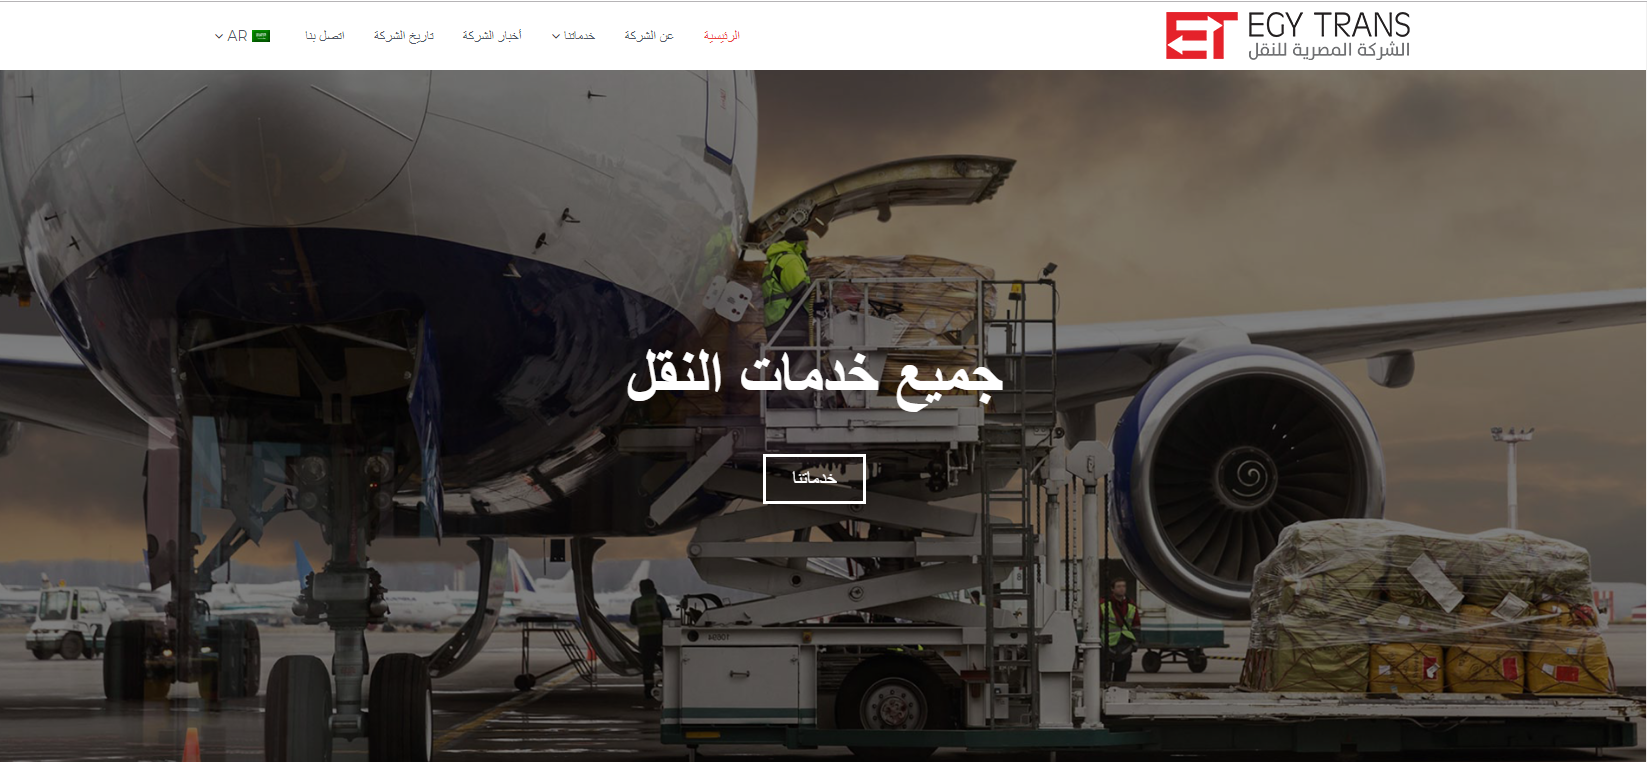 EGY TRANS
الشركة المصرية للنقل
الرئيسية
عن الشركة
خدماتنا
أخبار الشركة
تاريخ الشركة
اتصل بنا
AR
جميع خدمات النقل
خدماتنا